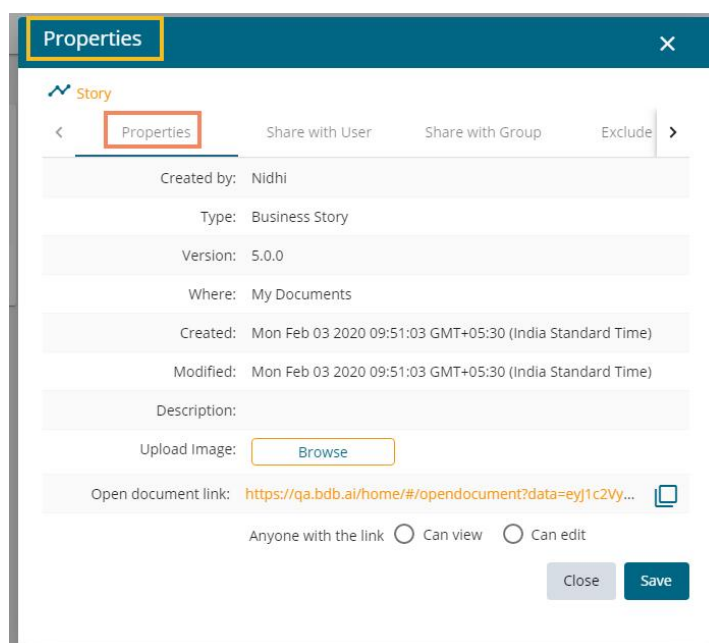 Properties
Story
Properties Share with User Share with Group Exclude
Created by: Nidhi
Type: Business Story
Version: 5.0.0
Where: My Documents
Created: Mon Feb 03 2020 09:51:03 GMT+05:30 (India Standard Time)
Modified: Mon Feb 03 2020 09:51:03 GMT+05:30 (India Standard Time)
Description:
Upload Image: Browse
Open document link: https://qa.bdb.ai/home/#/opendocument?data=eyJ1c2Vy...
Anyone with the link Can view Can edit
Close Save